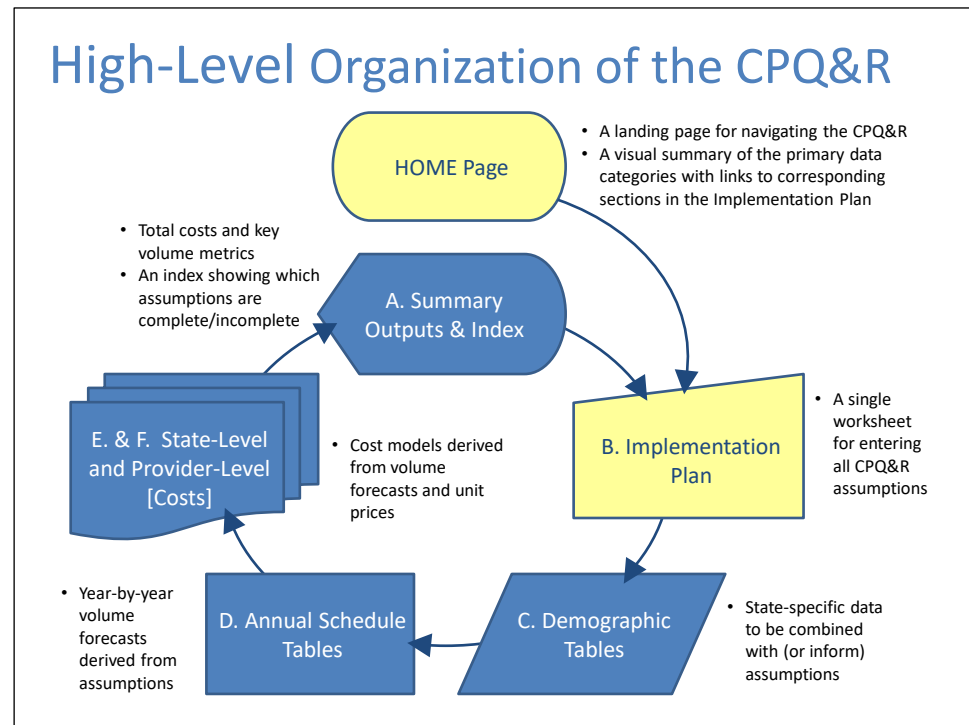 High-Level Organization of the CPQ&R
HOME Page
• A landing page for navigating the CPQ&R
• A visual summary of the primary data
categories with links to corresponding
sections in the Implementation Plan
• Total costs and key
volume metrics
• An index showing which
assumptions are
complete/incomplete
A. Summary
Outputs & Index
B. Implementation
Plan
• A
single
worksheet
for entering
all CPQ&R
assumptions
E. & F. State-Level
and Provider-Level
[Costs]
• Cost models derived
from volume
forecasts and unit
prices
• Year-by-year
volume
forecasts
derived from
assumptions
D. Annual Schedule
Tables
C. Demographic
Tables
• State-specific data
to be combined
with (or inform)
assumptions